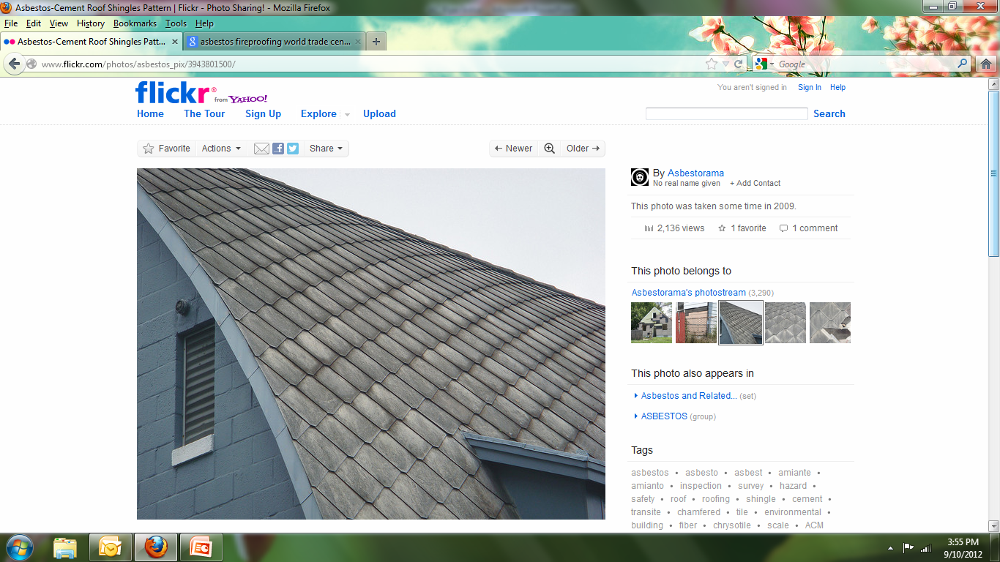 Asbestos-Cement Roof Shingles Pattern | Flickr - Photo Sharing! - Mozilla Firefox
File Edit View History Bookmarks Tools Help
Asbestos-Cement Roof Shingles Patt... asbestos fireproofing world trade cen...
www.flickr.com/photos/asbestos_pix/3943801500/ Google
flickr® from YAHOO! You aren't signed in Sign In Help
Home The Tour Sign Up Explore Upload Search
Favorite Actions Share Newer Older
By Asbestorama
No real name given + Add Contact
This photo was taken some time in 2009.
2,136 views 1 favorite 1 comment
This photo belongs to
Asbestorama's photostream (3,290)
This photo also appears in
Asbestos and Related... (set)
ASBESTOS (group)
Tags
asbestos • asbesto • asbest • amiante •
amianto • inspection • survey • hazard •
safety • roof • roofing • shingle • cement •
transite • chamfered • tile • environmental •
building • fiber • chrysotile • scale • ACM
3:55 PM
9/10/2012